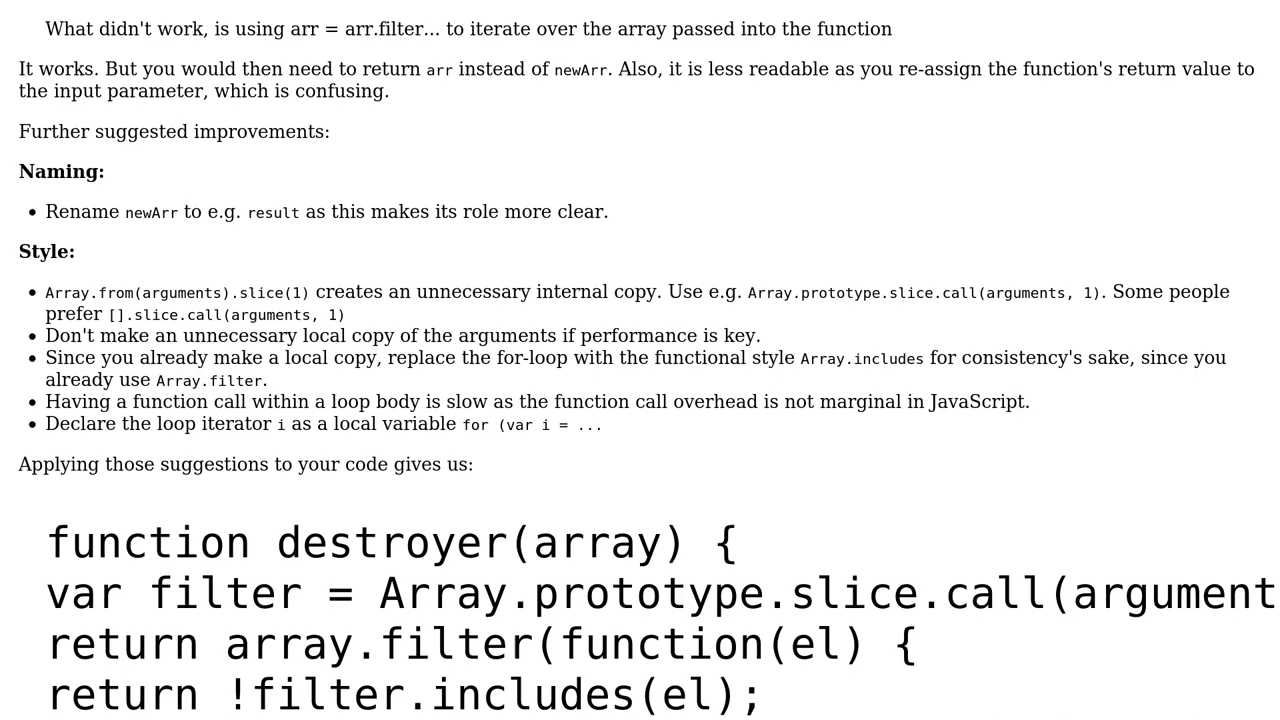 What didn't work, is using arr = arr.filter... to iterate over the array passed into the function
It works. But you would then need to return arr instead of newArr. Also, it is less readable as you re-assign the function's return value to
the input parameter, which is confusing.
Further suggested improvements:
Naming:
• Rename newArr to e.g. result as this makes its role more clear.
Style:
• Array.from(arguments).slice(1) creates an unnecessary internal copy. Use e.g. Array.prototype.slice.call(arguments, 1). Some people
prefer [].slice.call(arguments, 1)
• Don't make an unnecessary local copy of the arguments if performance is key.
• Since you already make a local copy, replace the for-loop with the functional style Array.includes for consistency's sake, since you
already use Array.filter.
• Having a function call within a loop body is slow as the function call overhead is not marginal in JavaScript.
• Declare the loop iterator i as a local variable for (var i = ...
Applying those suggestions to your code gives us:
function destroyer(array) {
var filter = Array.prototype.slice.call(argument
return array.filter(function(el) {
return !filter.includes(el);